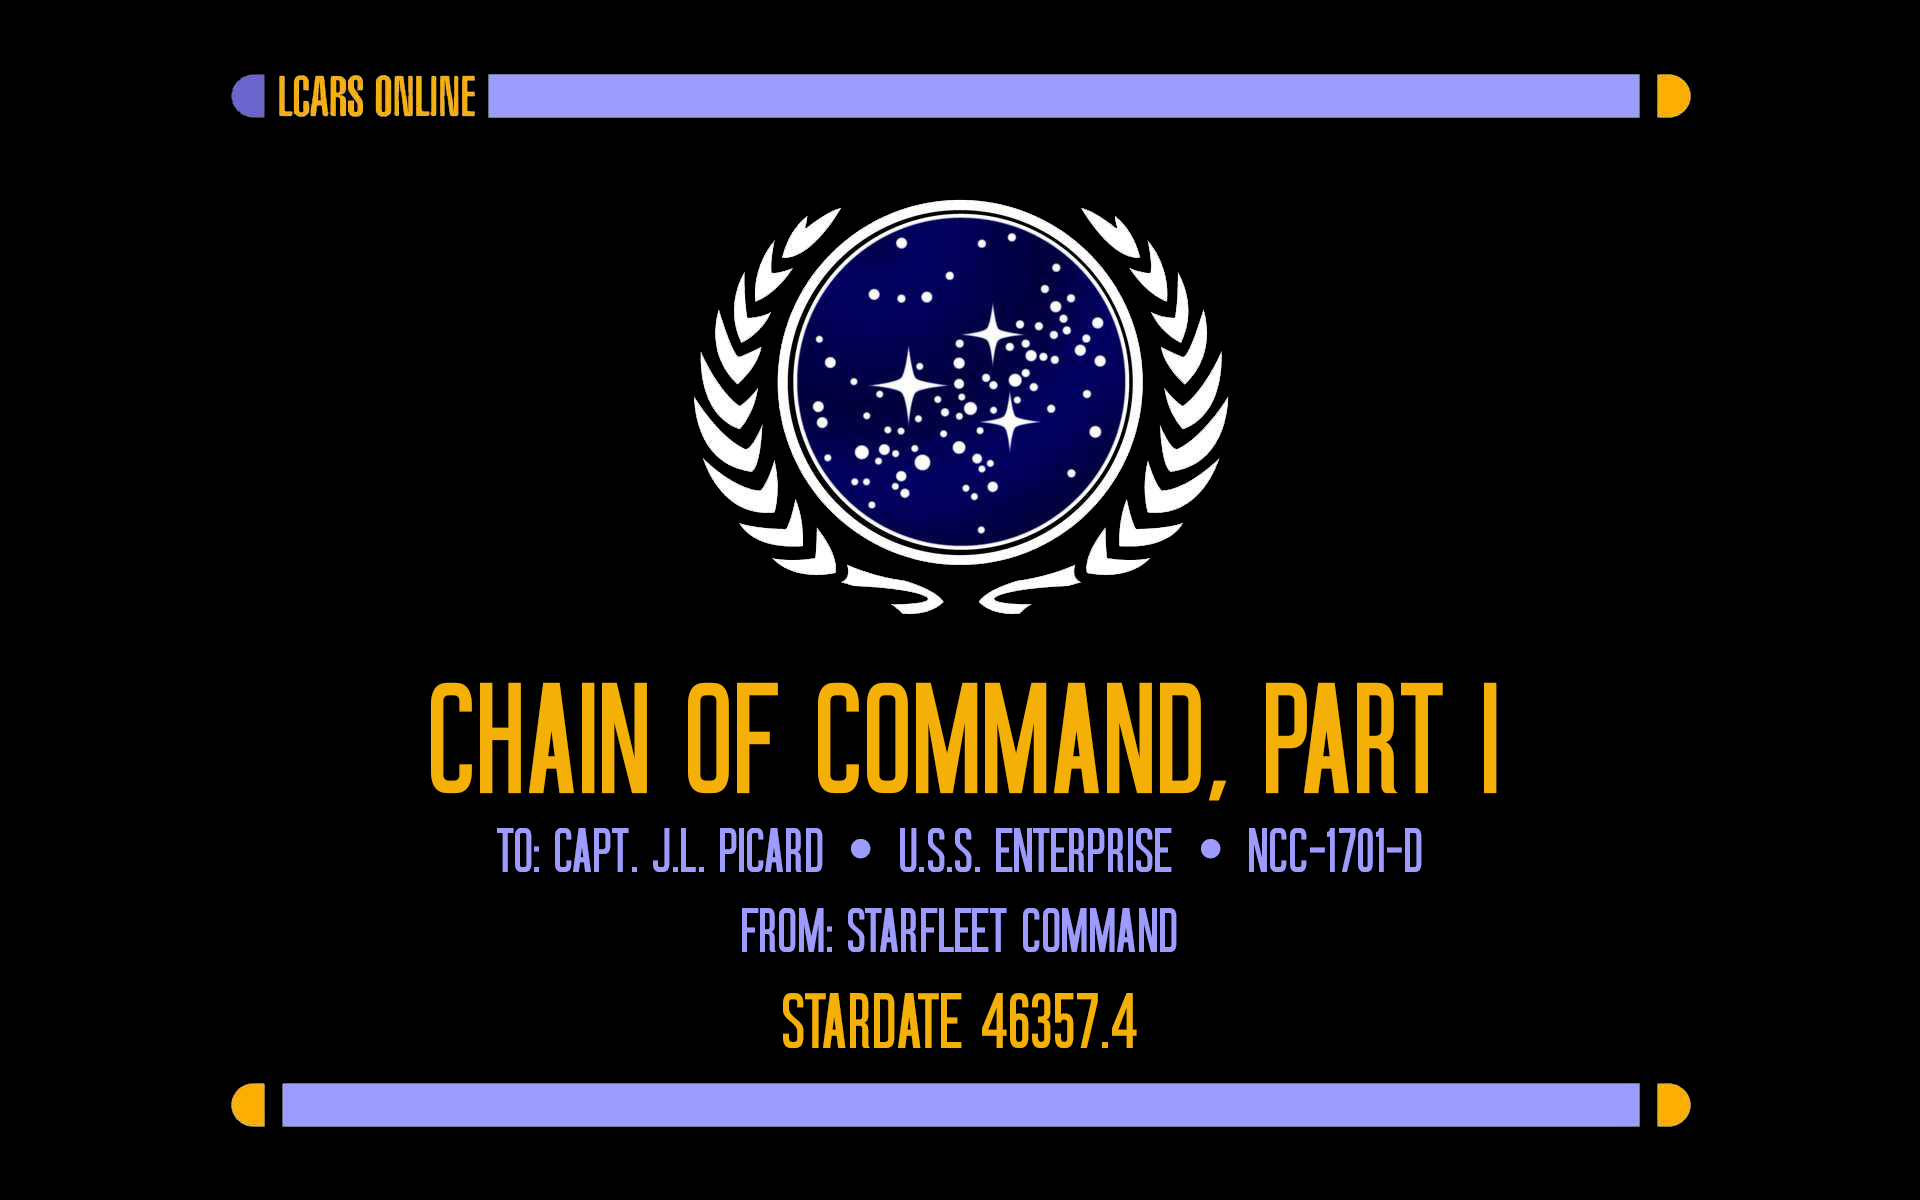 LCARS ONLINE
CHAIN OF COMMAND, PART I
TO: CAPT. J.L. PICARD • U.S.S. ENTERPRISE • NCC-1701-D
FROM: STARFLEET COMMAND
STARDATE 46357.4